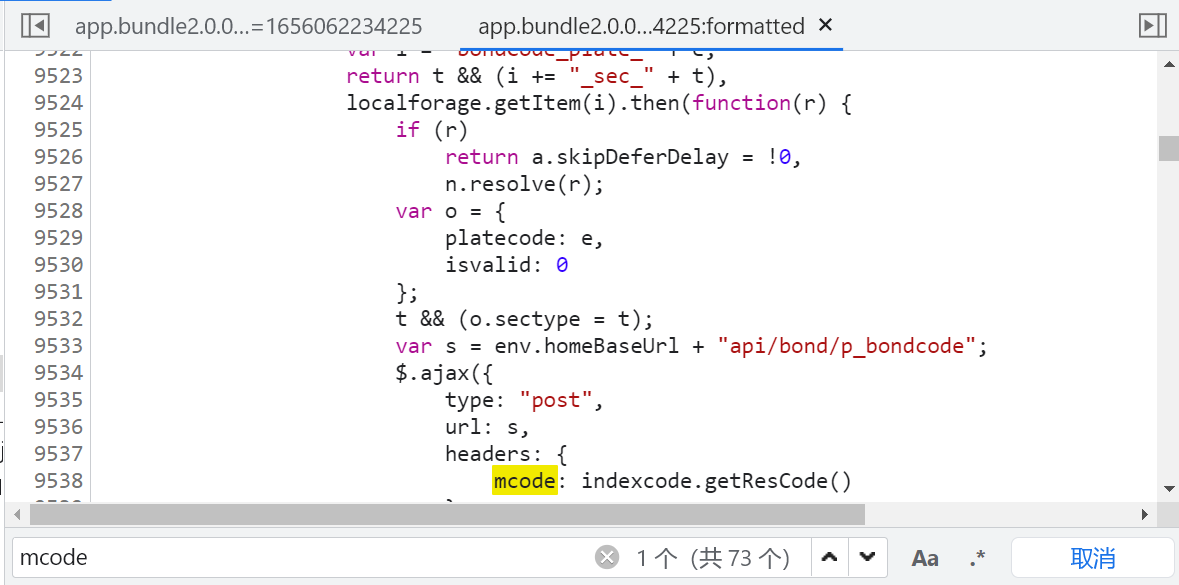 app.bundle2.0.0...=1656062234225 app.bundle2.0.0...4225:formatted ×
9522 var i = "bondcode_plate_" + e;
9523 return t && (i += "_sec_" + t),
9524 localforage.getItem(i).then(function(r) {
9525 if (r)
9526 return a.skipDeferDelay = !0,
9527 n.resolve(r);
9528 var o = {
9529 platecode: e,
9530 isvalid: 0
9531 };
9532 t && (o.sectype = t);
9533 var s = env.homeBaseUrl + "api/bond/p_bondcode";
9534 $.ajax({
9535 type: "post",
9536 url: s,
9537 headers: {
9538 mcode: indexcode.getResCode()
mcode 1 个 (共 73 个) Aa .* 取消